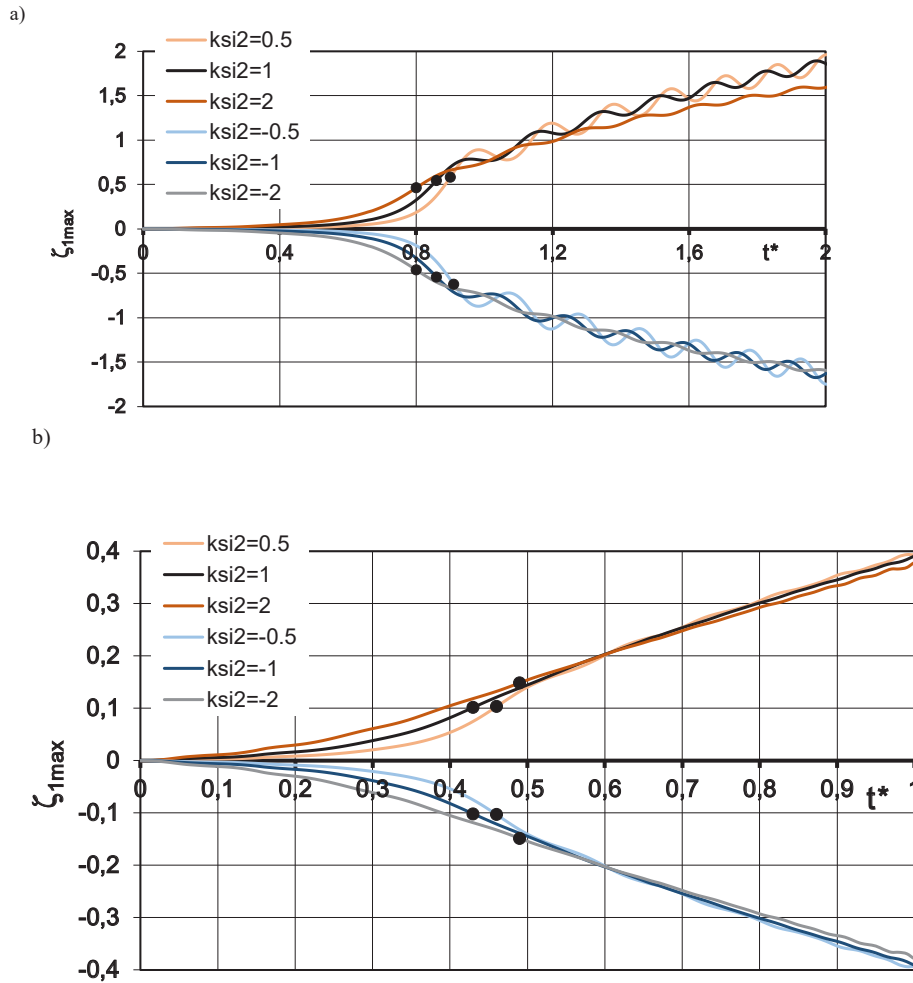 a)
ksi2=0.5
ksi2=1
ksi2=2
ksi2=-0.5
ksi2=-1
ksi2=-2
2
1,5
1
0,5
0
-0,5
-1
-1,5
-2
ζ1max
0
0,4
0,8
1,2
1,6
t*
2
b)
ksi2=0.5
ksi2=1
ksi2=2
ksi2=-0.5
ksi2=-1
ksi2=-2
0,4
0,3
0,2
0,1
0
-0,1
-0,2
-0,3
-0,4
ζ1max
0
0,1
0,2
0,3
0,4
0,5
0,6
0,7
0,8
0,9
t*
1